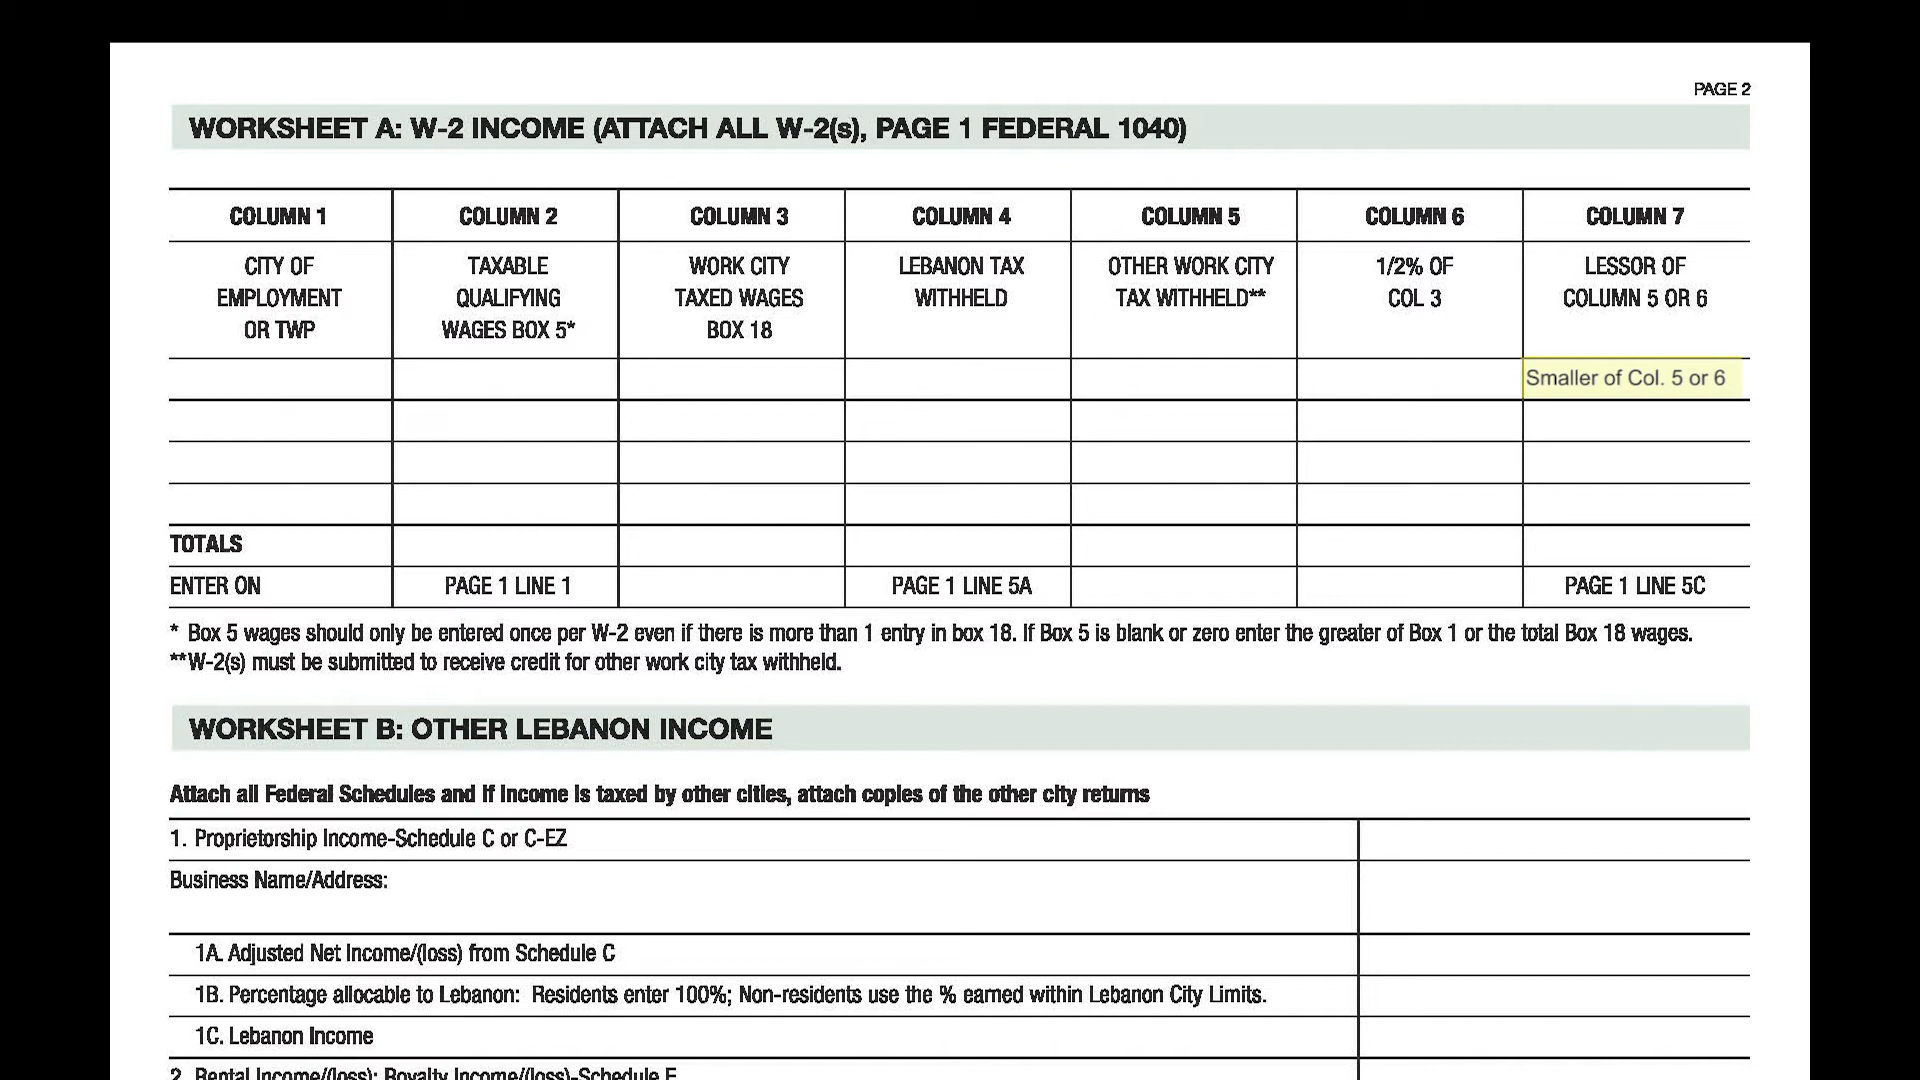 PAGE 2
WORKSHEET A: W-2 INCOME (ATTACH ALL W-2(s), PAGE 1 FEDERAL 1040)
COLUMN 1 COLUMN 2 COLUMN 3 COLUMN 4 COLUMN 5 COLUMN 6 COLUMN 7
CITY OF TAXABLE WORK CITY LEBANON TAX OTHER WORK CITY 1/2% OF LESSOR OF
EMPLOYMENT QUALIFYING TAXED WAGES WITHHELD TAX WITHHELD** COL 3 COLUMN 5 OR 6
OR TWP WAGES BOX 5* BOX 18
Smaller of Col. 5 or 6
TOTALS
ENTER ON PAGE 1 LINE 1 PAGE 1 LINE 5A PAGE 1 LINE 5C
* Box 5 wages should only be entered once per W-2 even if there is more than 1 entry in box 18. If Box 5 is blank or zero enter the greater of Box 1 or the total Box 18 wages.
**W-2(s) must be submitted to receive credit for other work city tax withheld.
WORKSHEET B: OTHER LEBANON INCOME
Attach all Federal Schedules and if income is taxed by other cities, attach copies of the other city returns
1. Proprietorship Income-Schedule C or C-EZ
Business Name/Address:
1A. Adjusted Net Income/(loss) from Schedule C
1B. Percentage allocable to Lebanon: Residents enter 100%; Non-residents use the % earned within Lebanon City Limits.
1C. Lebanon Income
2. Rental Income/(loss); Royalty Income/(loss)-Schedule E